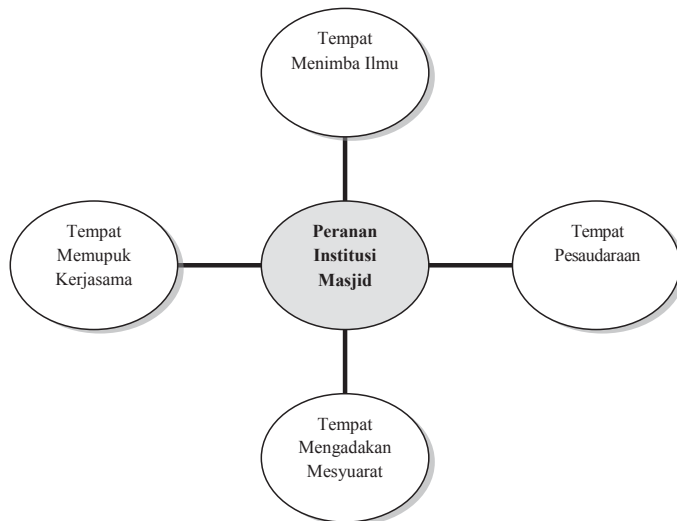 Tempat
Menimba Ilmu
Tempat
Memupuk
Kerjasama
Peranan
Institusi
Masjid
Tempat
Pesaudaraan
Tempat
Mengadakan
Mesyuarat